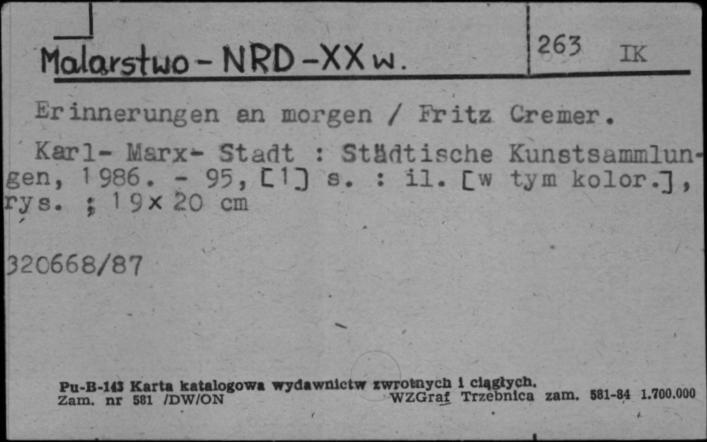 Malarstwo - NRD - XX w.
263 IK
Erinnerungen an morgen / Fritz Cremer.
Karl- Marx- Stadt : Städtische Kunstsammlun-
gen, 1986. - 95, [1] s. : il. [w tym kolor.],
rys. ; 19x20 cm
320668/87
Pu-B-143 Karta katalogowa wydawnictw zwrotnych i ciągłych.
Zam. nr 581 /DW/ON WZGraf Trzebnica zam. 581-84 1.700.000